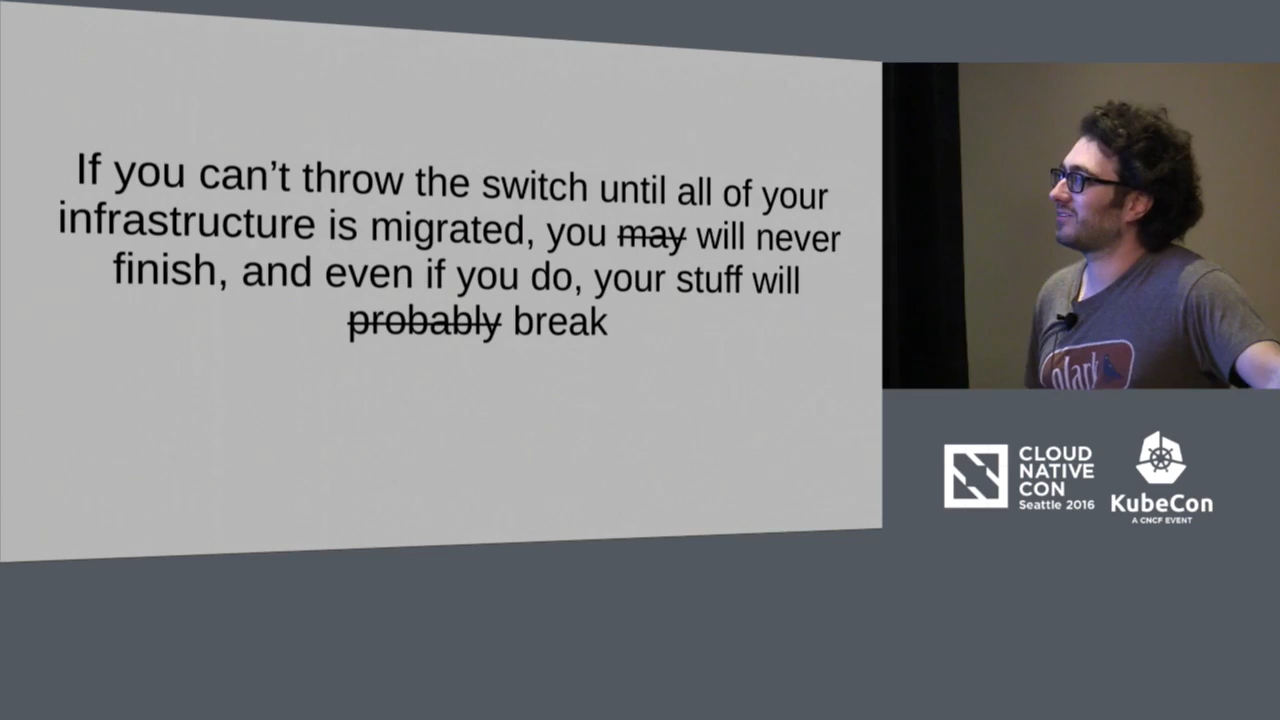 If you can’t throw the switch until all of your
infrastructure is migrated, you may will never
finish, and even if you do, your stuff will
probably break
olark
CLOUD
NATIVE
CON
Seattle 2016
KubeCon
A CNCF EVENT